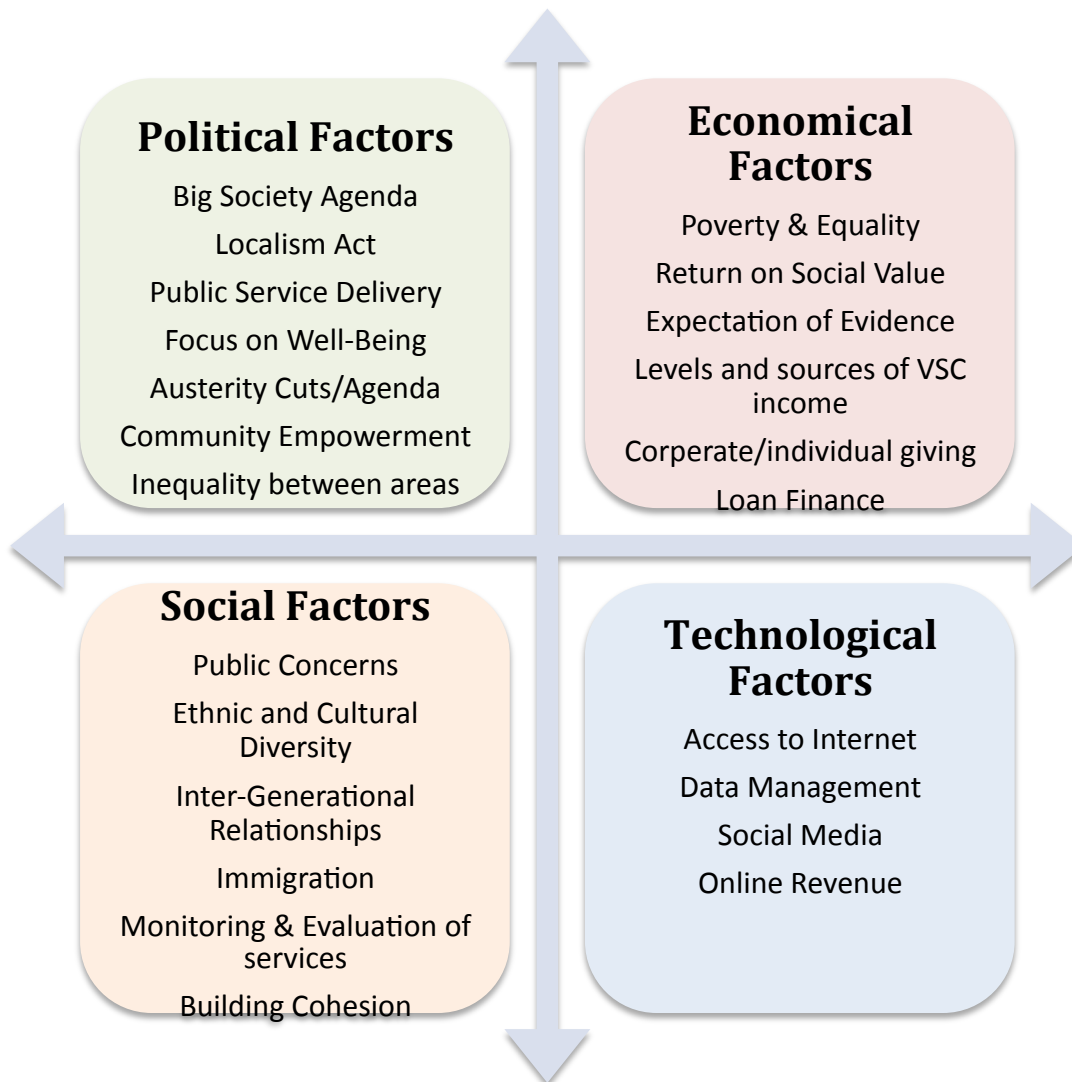 Political Factors
Big Society Agenda
Localism Act
Public Service Delivery
Focus on Well-Being
Austerity Cuts/Agenda
Community Empowerment
Inequality between areas
Economical
Factors
Poverty & Equality
Return on Social Value
Expectation of Evidence
Levels and sources of VSC
income
Corperate/individual giving
Loan Finance
Social Factors
Public Concerns
Ethnic and Cultural
Diversity
Inter-Generational
Relationships
Immigration
Monitoring & Evaluation of
services
Building Cohesion
Technological
Factors
Access to Internet
Data Management
Social Media
Online Revenue